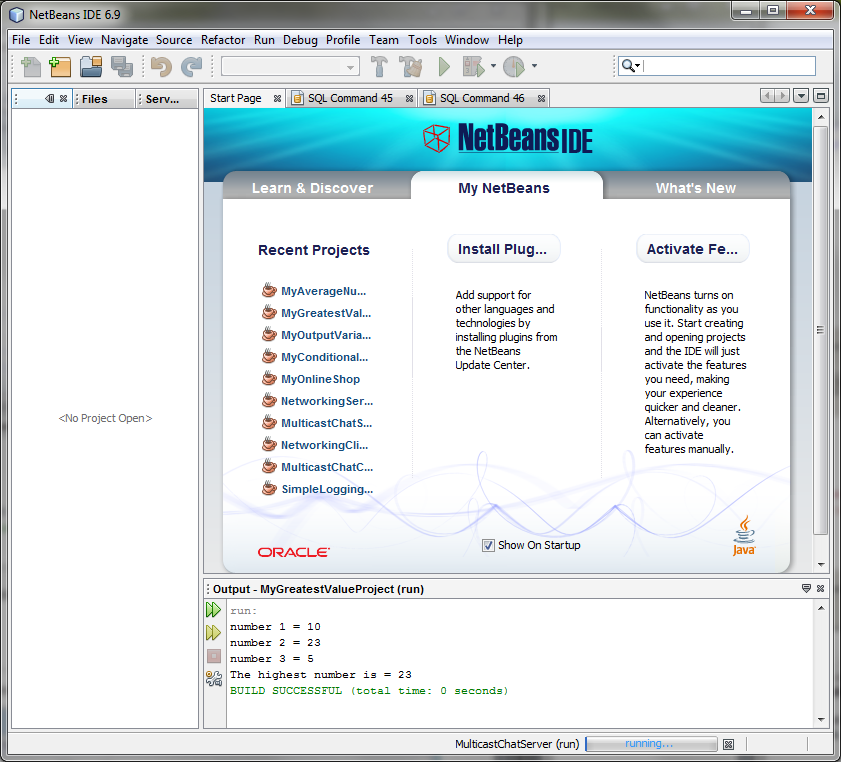 NetBeans IDE 6.9
File Edit View Navigate Source Refactor Run Debug Profile Team Tools Window Help
Files Serv...
Start Page SQL Command 45 SQL Command 46
NetBeans IDE
Learn & Discover My NetBeans What's New
Recent Projects
MyAverageNu...
MyGreatestVal...
MyOutputVaria...
MyConditional...
MyOnlineShop
NetworkingSer...
MulticastChatS...
NetworkingCli...
MulticastChatC...
SimpleLogging...
Install Plug...
Add support for
other languages and
technologies by
installing plugins from
the NetBeans
Update Center.
Activate Fe...
NetBeans turns on
functionality as you
use it. Start creating
and opening projects
and the IDE will just
activate the features
you need, making
your experience
quicker and cleaner.
Alternatively, you
can activate
features manually.
<No Project Open>
ORACLE
Show On Startup
Java
Output - MyGreatestValueProject (run)
run:
number 1 = 10
number 2 = 23
number 3 = 5
The highest number is = 23
BUILD SUCCESSFUL (total time: 0 seconds)
MulticastChatServer (run) running...